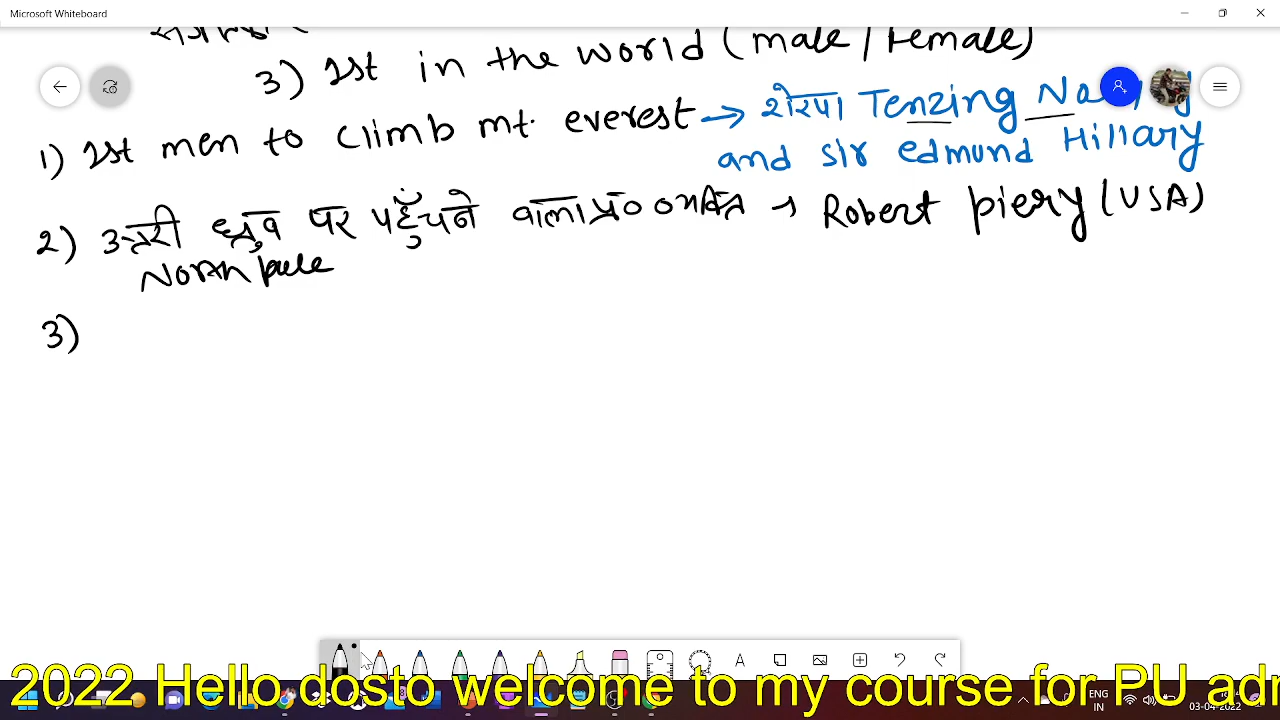 Microsoft Whiteboard
3) 1st in the world (male / Female)
1) 1st men to climb mt. everest → शेरपा Tenzing
and sir edmund Hillary
2) उत्तरी ध्रुव पर पहुँचने वाला प्र० व्यक्ति → Robert piery (USA)
North pole
3)
2022 Hello dosto welcome to my course for PU adm
ENG
IN
03-04-2022